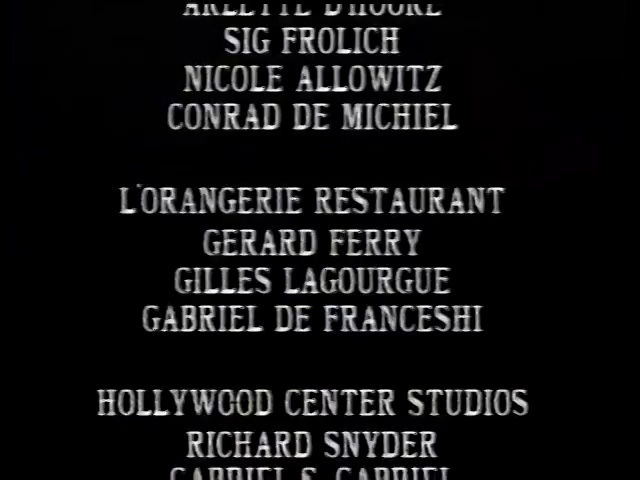 SIG FROLICH
NICOLE ALLOWITZ
CONRAD DE MICHIEL
L'ORANGERIE RESTAURANT
GERARD FERRY
GILLES LAGOURGUE
GABRIEL DE FRANCESHI
HOLLYWOOD CENTER STUDIOS
RICHARD SNYDER